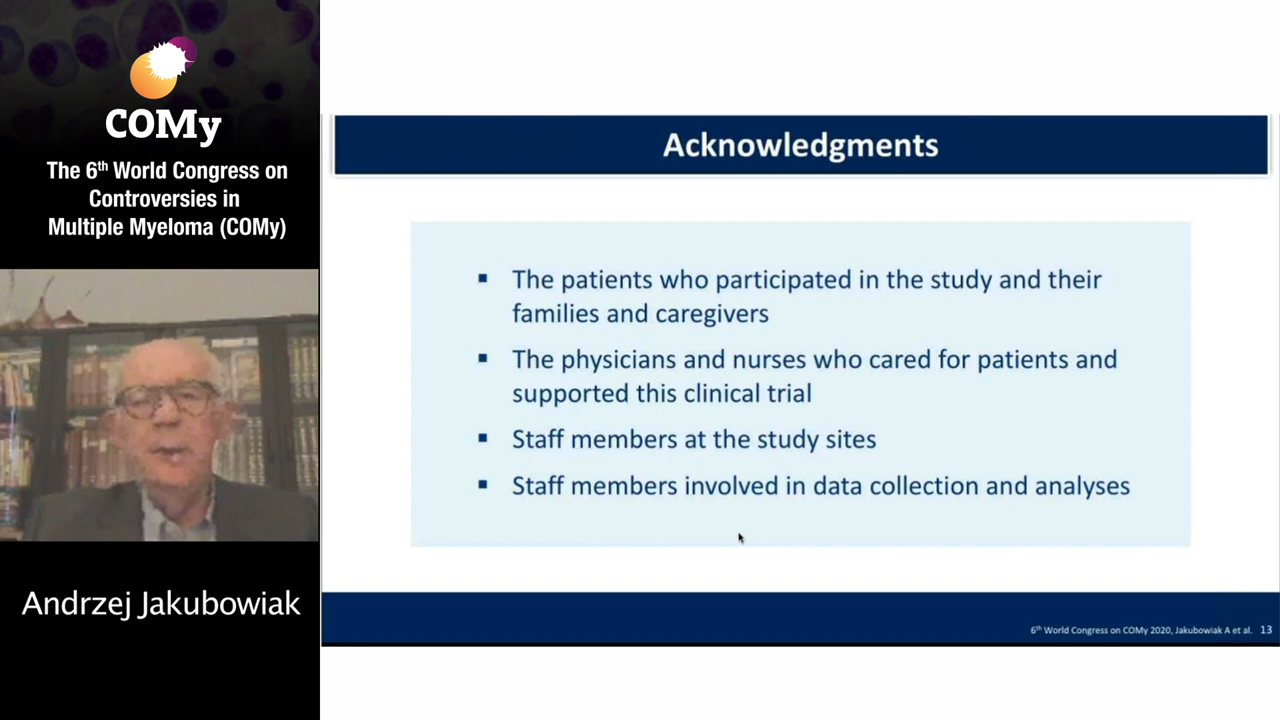 COMy
The 6th World Congress on
Controversies in
Multiple Myeloma (COMy)
Andrzej Jakubowiak
Acknowledgments
▪ The patients who participated in the study and their
families and caregivers
▪ The physicians and nurses who cared for patients and
supported this clinical trial
▪ Staff members at the study sites
▪ Staff members involved in data collection and analyses
6th World Congress on COMy 2020, Jakubowiak A et al. 13